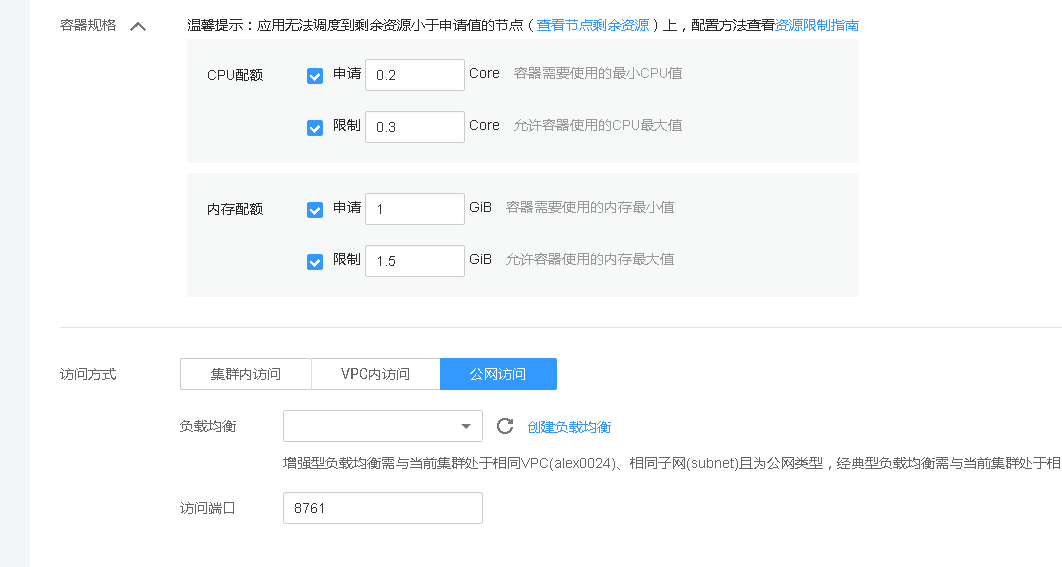 容器规格 温馨提示：应用无法调度到剩余资源小于申请值的节点（查看节点剩余资源）上，配置方法查看资源限制指南
CPU配额 申请 0.2 Core 容器需要使用的最小CPU值
限制 0.3 Core 允许容器使用的CPU最大值
内存配额 申请 1 GiB 容器需要使用的内存最小值
限制 1.5 GiB 允许容器使用的内存最大值
访问方式 集群内访问 VPC内访问 公网访问
负载均衡 创建负载均衡
增强型负载均衡需与当前集群处于相同VPC(alex0024)、相同子网(subnet)且为公网类型，经典型负载均衡需与当前集群处于相
访问端口 8761